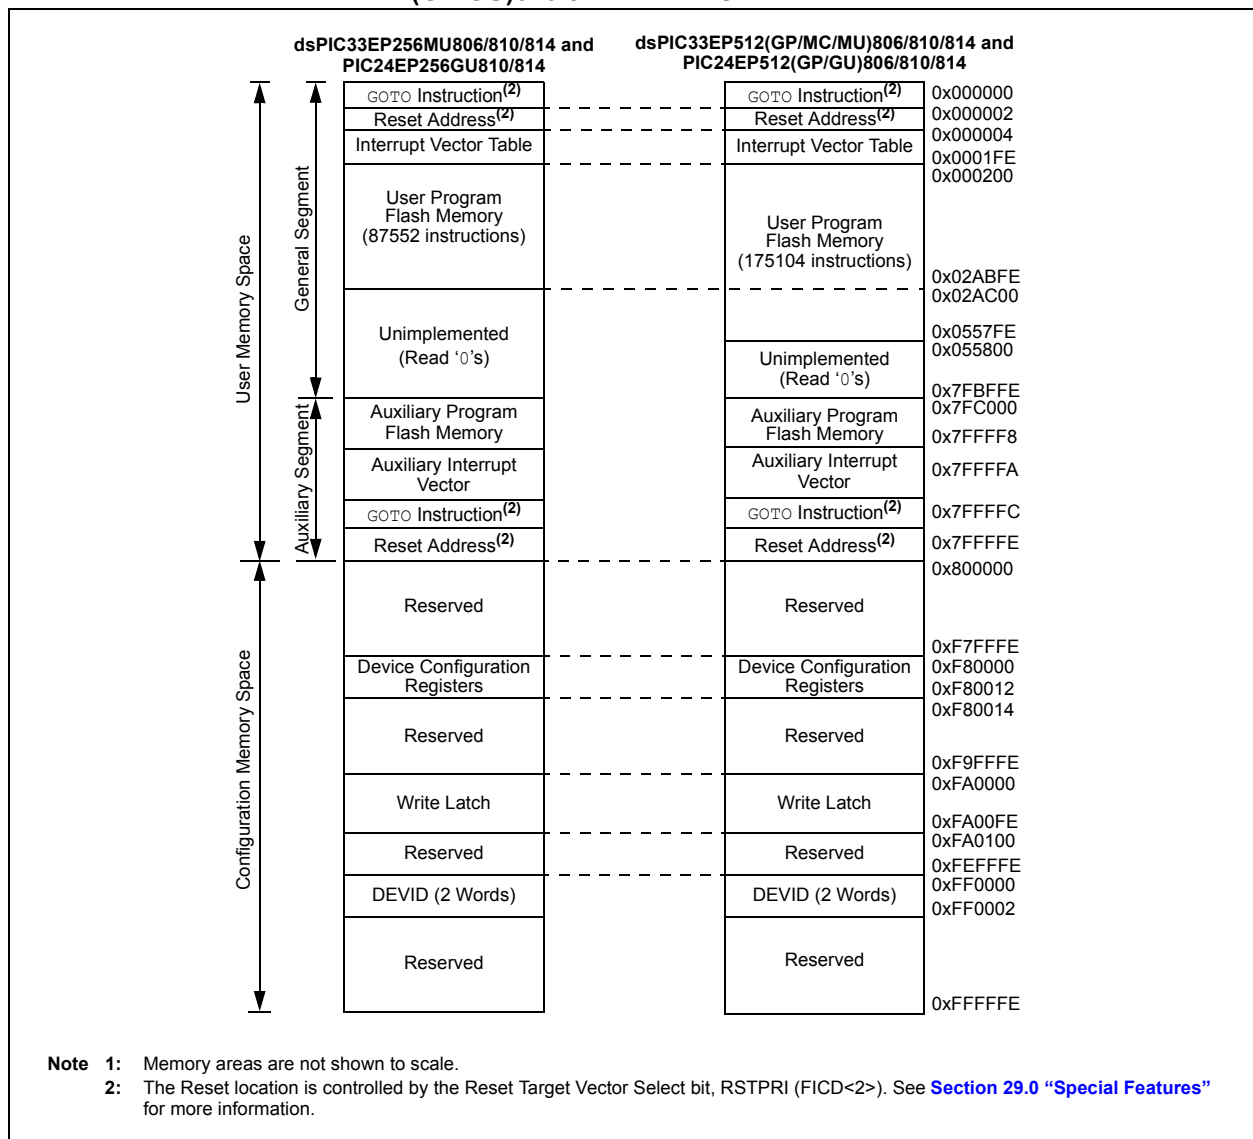 dsPIC33EP256MU806/810/814 and
PIC24EP256GU810/814
dsPIC33EP512(GP/MC/MU)806/810/814 and
PIC24EP512(GP/GU)806/810/814
User Memory Space
General Segment
Auxiliary Segment
Configuration Memory Space
GOTO Instruction(2)
Reset Address(2)
Interrupt Vector Table
User Program
Flash Memory
(87552 instructions)
Unimplemented
(Read ‘0’s)
Auxiliary Program
Flash Memory
Auxiliary Interrupt
Vector
GOTO Instruction(2)
Reset Address(2)
Reserved
Device Configuration
Registers
Reserved
Write Latch
Reserved
DEVID (2 Words)
Reserved
GOTO Instruction(2)
Reset Address(2)
Interrupt Vector Table
User Program
Flash Memory
(175104 instructions)
Unimplemented
(Read ‘0’s)
Auxiliary Program
Flash Memory
Auxiliary Interrupt
Vector
GOTO Instruction(2)
Reset Address(2)
Reserved
Device Configuration
Registers
Reserved
Write Latch
Reserved
DEVID (2 Words)
Reserved
0x000000
0x000002
0x000004
0x0001FE
0x000200
0x02ABFE
0x02AC00
0x0557FE
0x055800
0x7FBFFE
0x7FC000
0x7FFFF8
0x7FFFFA
0x7FFFFC
0x7FFFFE
0x800000
0xF7FFFE
0xF80000
0xF80012
0xF80014
0xF9FFFE
0xFA0000
0xFA00FE
0xFA0100
0xFEFFFE
0xFF0000
0xFF0002
0xFFFFFE
Note 1: Memory areas are not shown to scale.
2: The Reset location is controlled by the Reset Target Vector Select bit, RSTPRI (FICD<2>). See Section 29.0 “Special Features”
for more information.